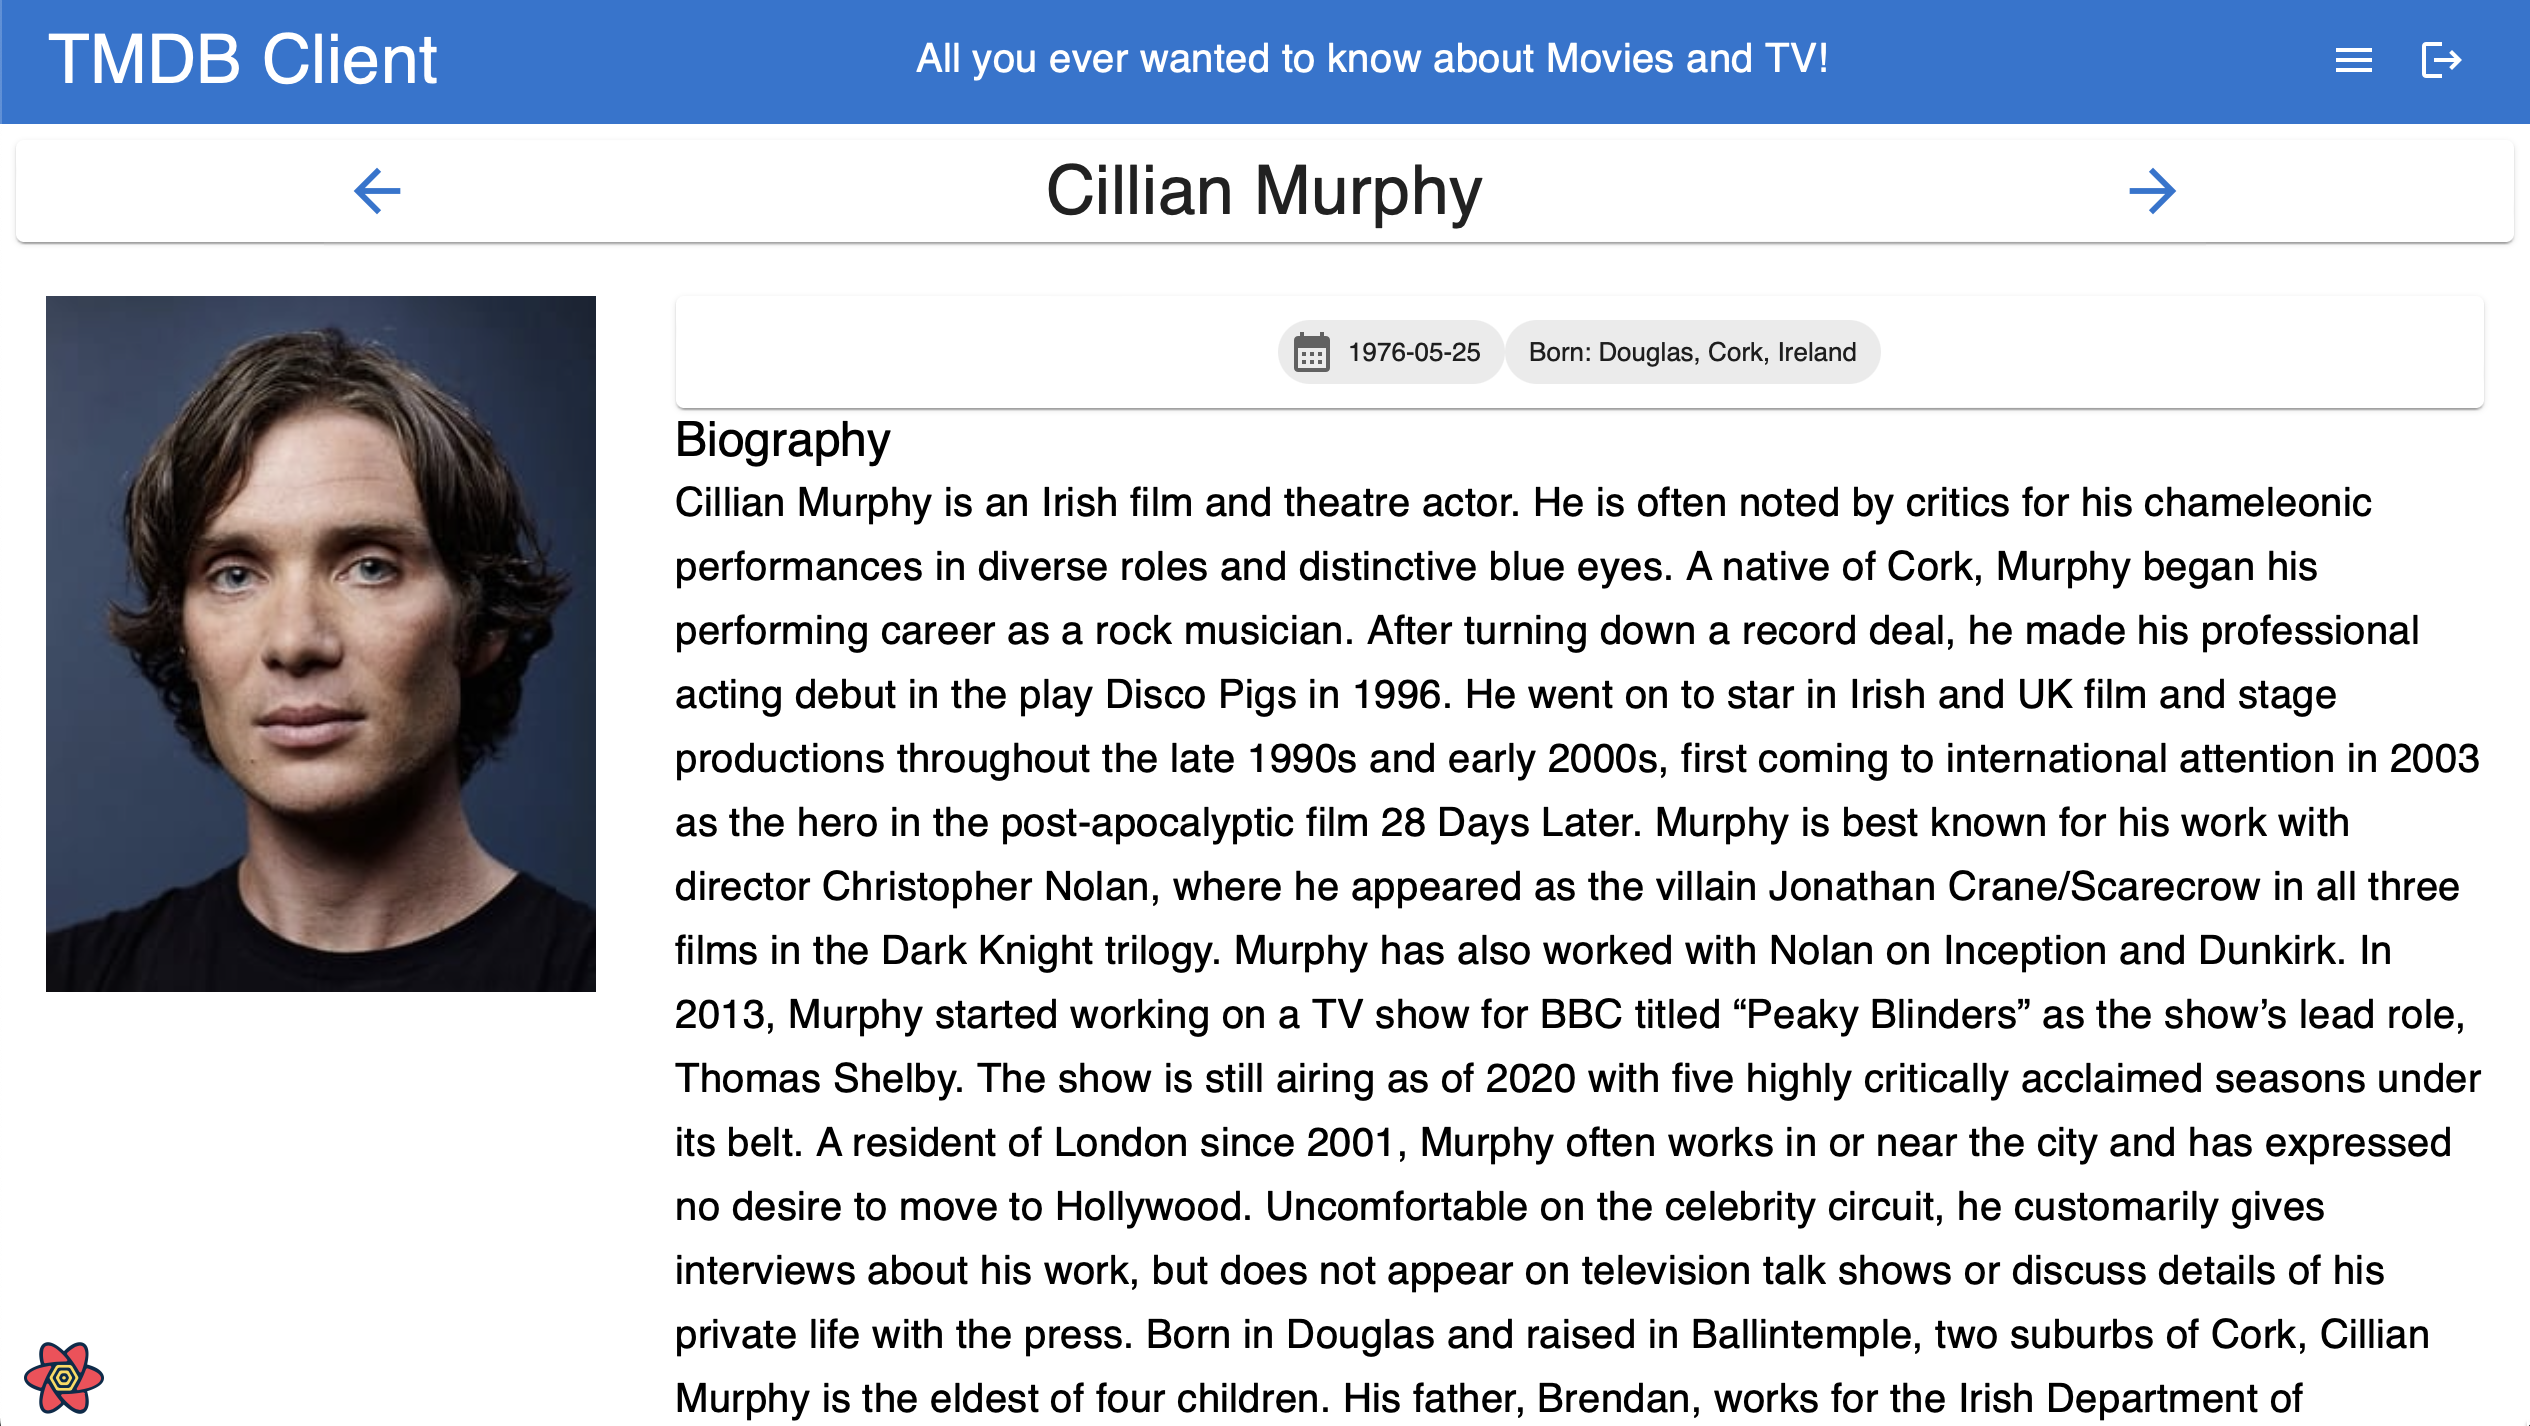 TMDB Client
All you ever wanted to know about Movies and TV!
Cillian Murphy
1976-05-25
Born: Douglas, Cork, Ireland
Biography
Cillian Murphy is an Irish film and theatre actor. He is often noted by critics for his chameleonic
performances in diverse roles and distinctive blue eyes. A native of Cork, Murphy began his
performing career as a rock musician. After turning down a record deal, he made his professional
acting debut in the play Disco Pigs in 1996. He went on to star in Irish and UK film and stage
productions throughout the late 1990s and early 2000s, first coming to international attention in 2003
as the hero in the post-apocalyptic film 28 Days Later. Murphy is best known for his work with
director Christopher Nolan, where he appeared as the villain Jonathan Crane/Scarecrow in all three
films in the Dark Knight trilogy. Murphy has also worked with Nolan on Inception and Dunkirk. In
2013, Murphy started working on a TV show for BBC titled “Peaky Blinders” as the show’s lead role,
Thomas Shelby. The show is still airing as of 2020 with five highly critically acclaimed seasons under
its belt. A resident of London since 2001, Murphy often works in or near the city and has expressed
no desire to move to Hollywood. Uncomfortable on the celebrity circuit, he customarily gives
interviews about his work, but does not appear on television talk shows or discuss details of his
private life with the press. Born in Douglas and raised in Ballintemple, two suburbs of Cork, Cillian
Murphy is the eldest of four children. His father, Brendan, works for the Irish Department of